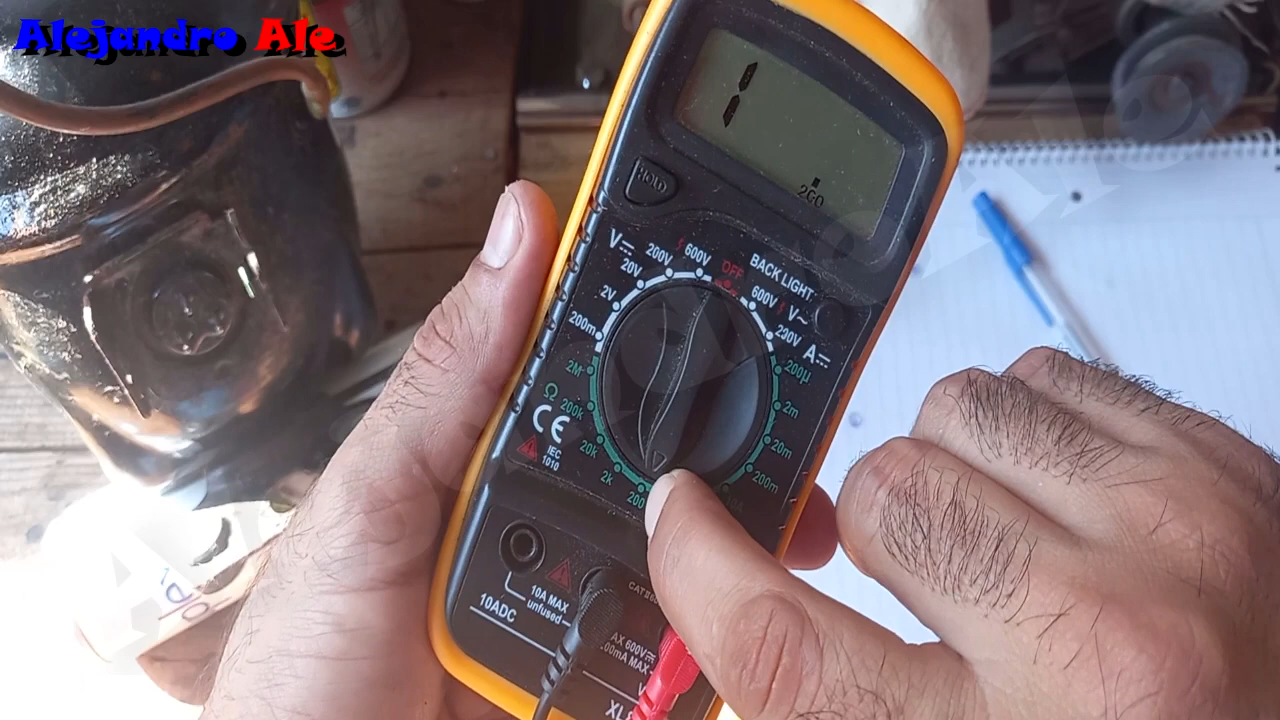 Alejandro Ale
1
200
HOLD
BACK LIGHT
V⎓
200V
600V
OFF
600V
V~
20V
200V
2V
A⎓
200m
200µ
2M
2m
Ω
200k
20m
CE
20k
200m
IEC
1010
2k
200
10A MAX
unfused
10ADC